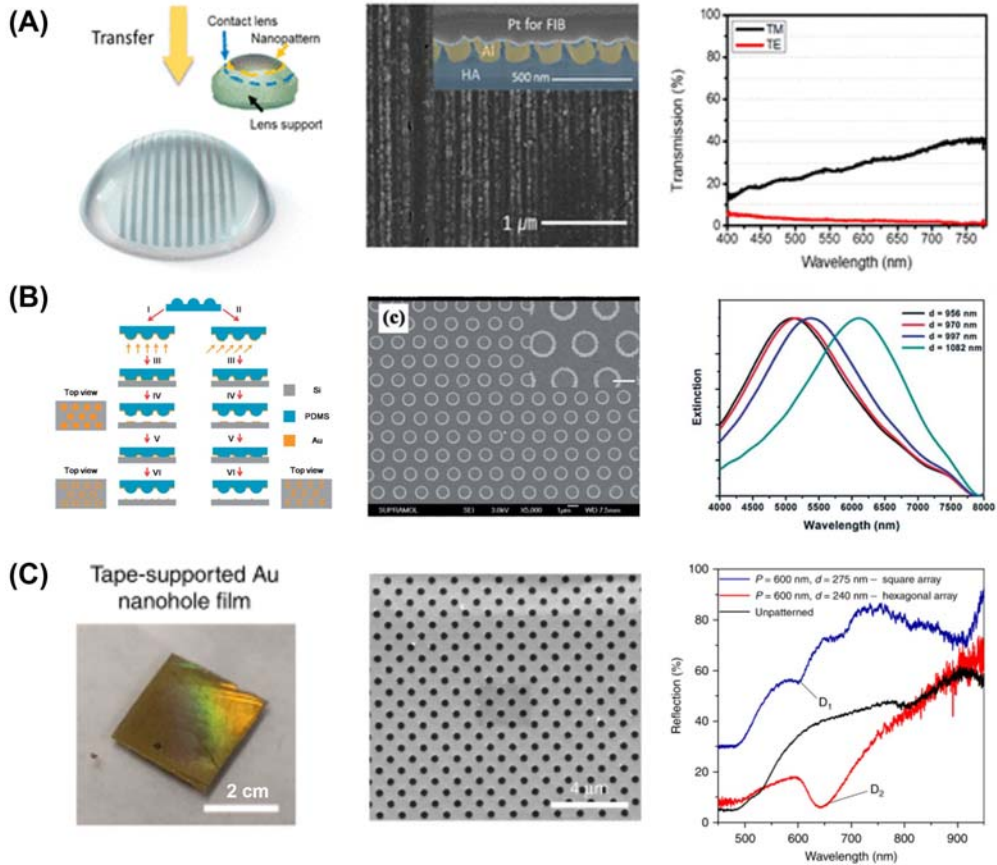 (A)
Transfer
Contact lens
Nanopattern
Lens support
Pt for FIB
Al
HA
500 nm
1 μm
TM
TE
Transmission (%)
100
80
60
40
20
0
400 450 500 550 600 650 700 750
Wavelength (nm)
(B)
I
II
III
III
IV
IV
V
V
VI
VI
Top view
Top view
Top view
Si
PDMS
Au
(c)
SUPRAMOL SEI 3.0kV X5,000 1μm WD 7.5mm
d = 956 nm
d = 970 nm
d = 997 nm
d = 1082 nm
Extinction
4000 4500 5000 5500 6000 6500 7000 7500 8000
Wavelength (nm)
(C)
Tape-supported Au
nanohole film
2 cm
4 μm
P = 600 nm, d = 275 nm – square array
P = 600 nm, d = 240 nm – hexagonal array
Unpatterned
D1
D2
Reflection (%)
100
80
60
40
20
0
500 600 700 800 900
Wavelength (nm)